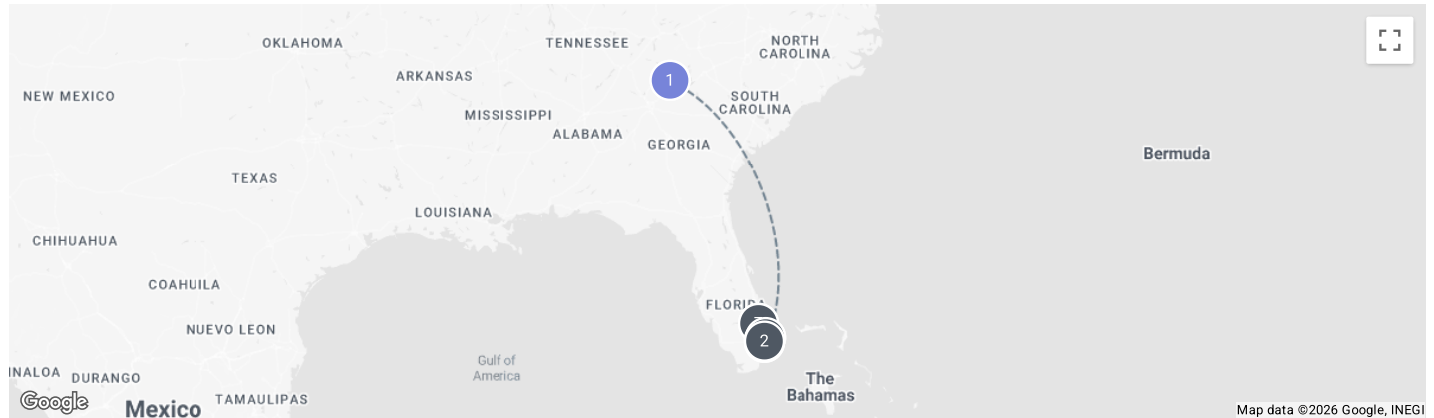 OKLAHOMA
TENNESSEE
NORTH
CAROLINA
ARKANSAS
1
NEW MEXICO
SOUTH
CAROLINA
MISSISSIPPI
ALABAMA
GEORGIA
Bermuda
TEXAS
LOUISIANA
CHIHUAHUA
COAHUILA
FLORIDA
NUEVO LEON
2
Gulf of
America
INALOA
DURANGO
The
Bahamas
TAMAULIPAS
Google
Mexico
Map data ©2026 Google, INEGI